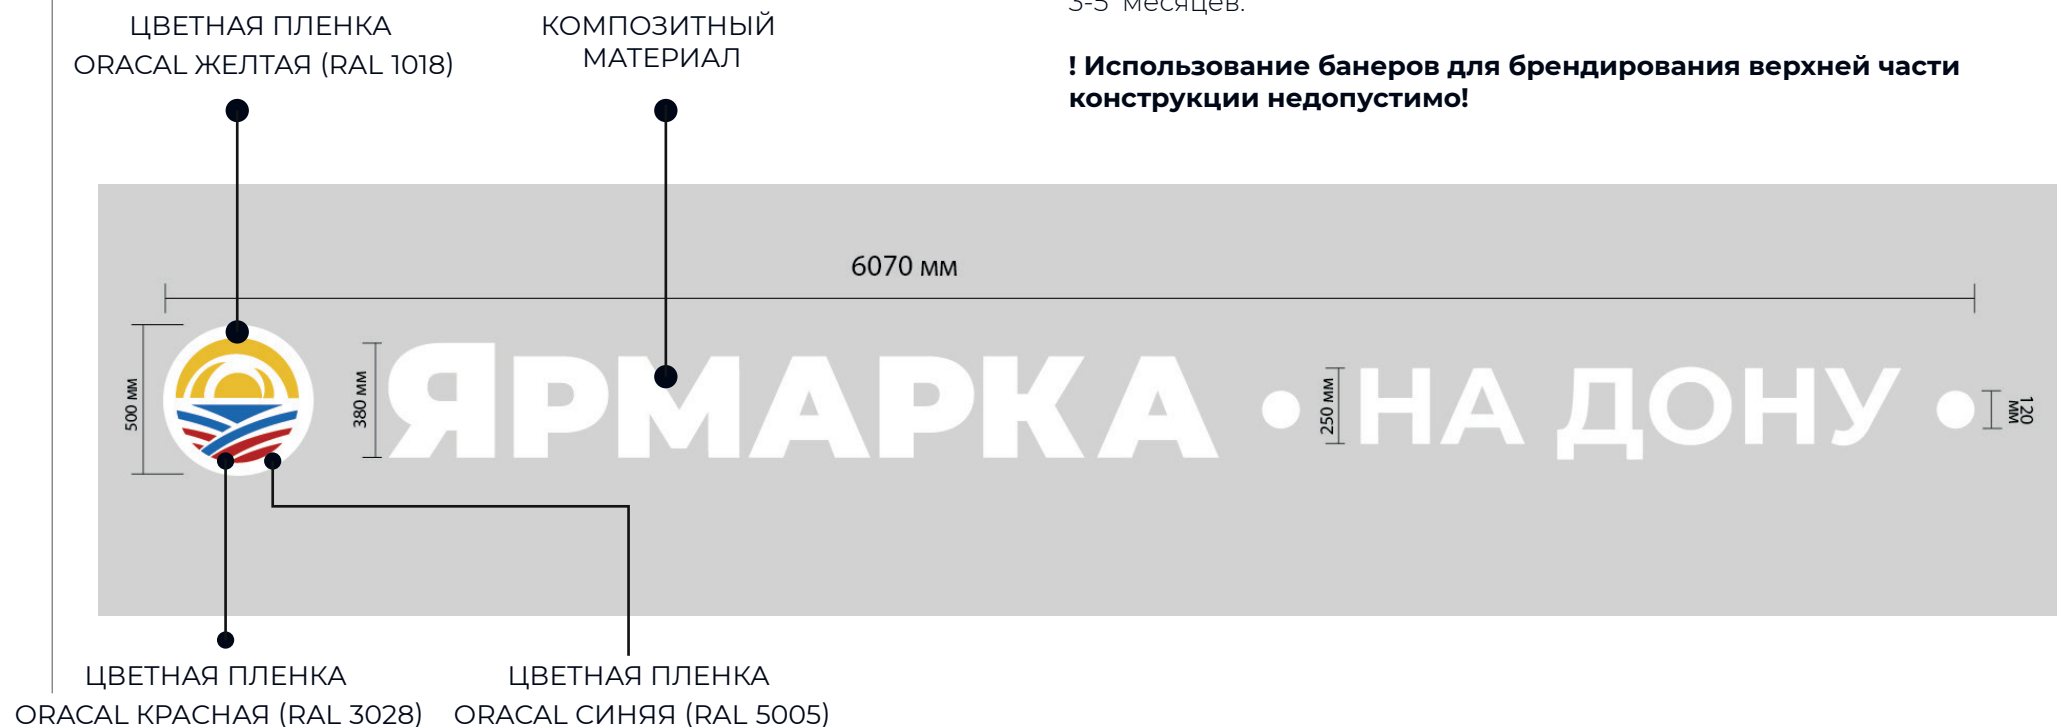 ЦВЕТНАЯ ПЛЕНКА
ORACAL ЖЕЛТАЯ (RAL 1018)
КОМПОЗИТНЫЙ
МАТЕРИАЛ
3-5 месяцев.
! Использование банеров для брендирования верхней части
конструкции недопустимо!
6070 мм
500 мм
380 мм
ЯРМАРКА • НА ДОНУ •
250 мм
120
мм
ЦВЕТНАЯ ПЛЕНКА
ORACAL КРАСНАЯ (RAL 3028)
ЦВЕТНАЯ ПЛЕНКА
ORACAL СИНЯЯ (RAL 5005)